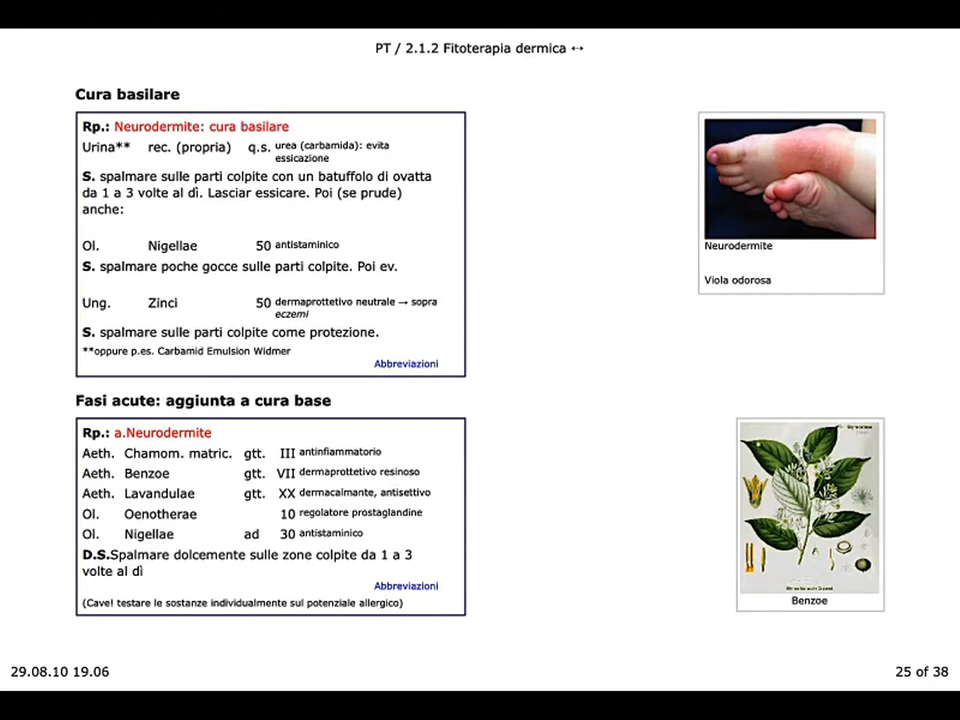 PT / 2.1.2 Fitoterapia dermica ↔
Cura basilare
Rp.: Neurodermite: cura basilare
Urina** rec. (propria) q.s. urea (carbamida): evita
essicazione
S. spalmare sulle parti colpite con un batuffolo di ovatta
da 1 a 3 volte al dì. Lasciar essicare. Poi (se prude)
anche:
Ol. Nigellae 50 antistaminico
S. spalmare poche gocce sulle parti colpite. Poi ev.
Ung. Zinci 50 dermaprottetivo neutrale → sopra
eczemi
S. spalmare sulle parti colpite come protezione.
**oppure p.es. Carbamid Emulsion Widmer
Abbreviazioni
Neurodermite
Viola odorosa
Fasi acute: aggiunta a cura base
Rp.: a.Neurodermite
Aeth. Chamom. matric. gtt. III antinfiammatorio
Aeth. Benzoe gtt. VII dermaprottetivo resinoso
Aeth. Lavandulae gtt. XX dermacalmante, antisettivo
Ol. Oenotherae 10 regolatore prostaglandine
Ol. Nigellae ad 30 antistaminico
D.S.Spalmare dolcemente sulle zone colpite da 1 a 3
volte al dì
Abbreviazioni
(Cave! testare le sostanze individualmente sul potenziale allergico)
Benzoe
29.08.10 19.06
25 of 38